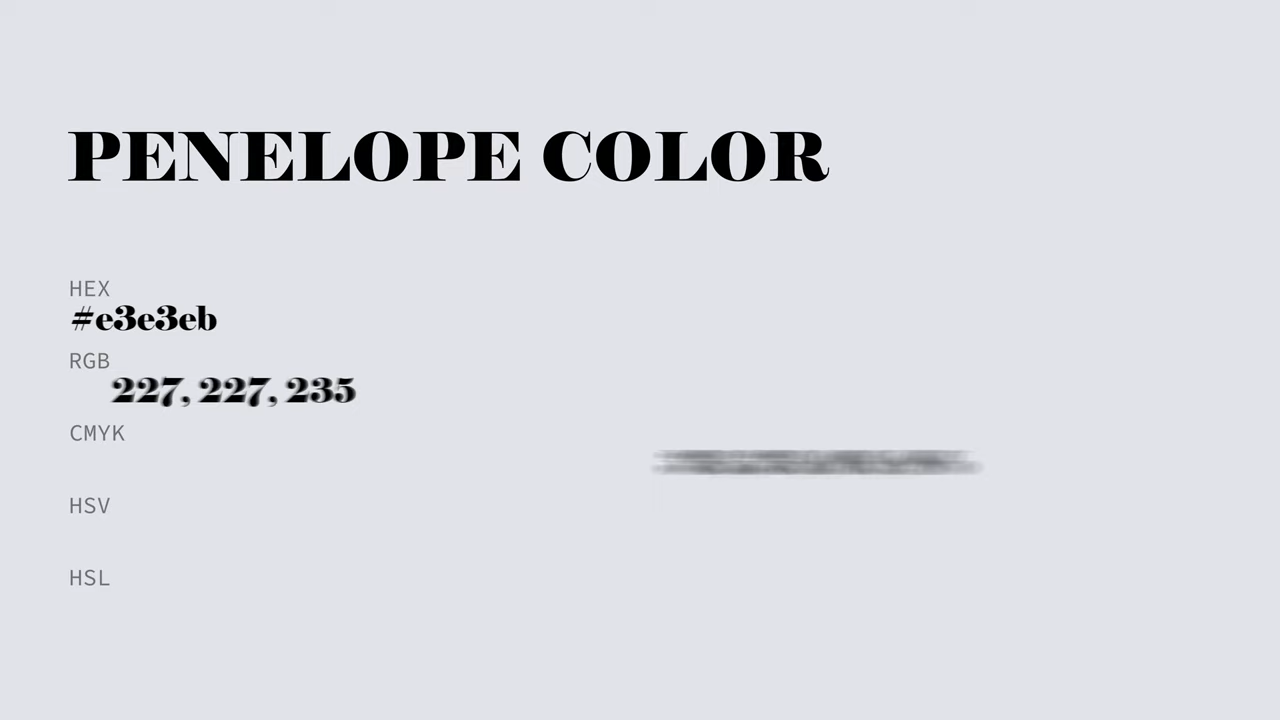 PENELOPE COLOR
HEX
#e3e3eb
RGB
227, 227, 235
CMYK
HSV
HSL